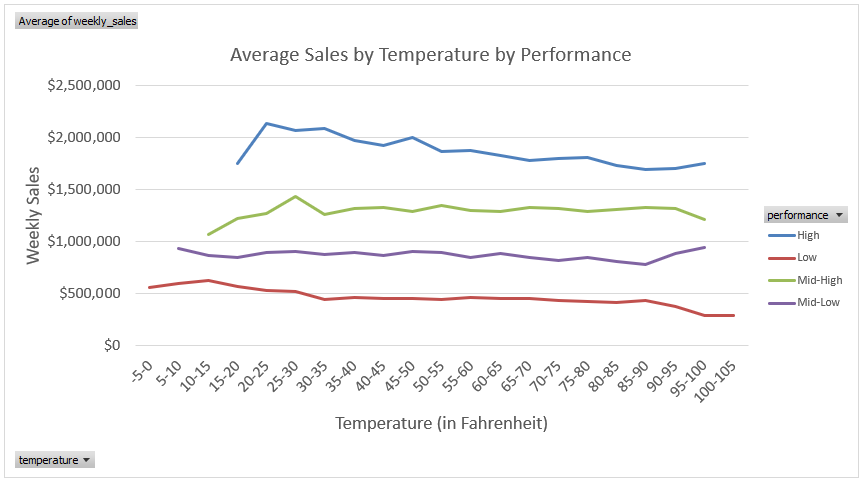 Average of weekly_sales
Average Sales by Temperature by Performance
Weekly Sales
$2,500,000
$2,000,000
$1,500,000
$1,000,000
$500,000
$0
-5-0
5-10
10-15
15-20
20-25
25-30
30-35
35-40
40-45
45-50
50-55
55-60
60-65
65-70
70-75
75-80
80-85
85-90
90-95
95-100
100-105
Temperature (in Fahrenheit)
performance
High
Low
Mid-High
Mid-Low
temperature